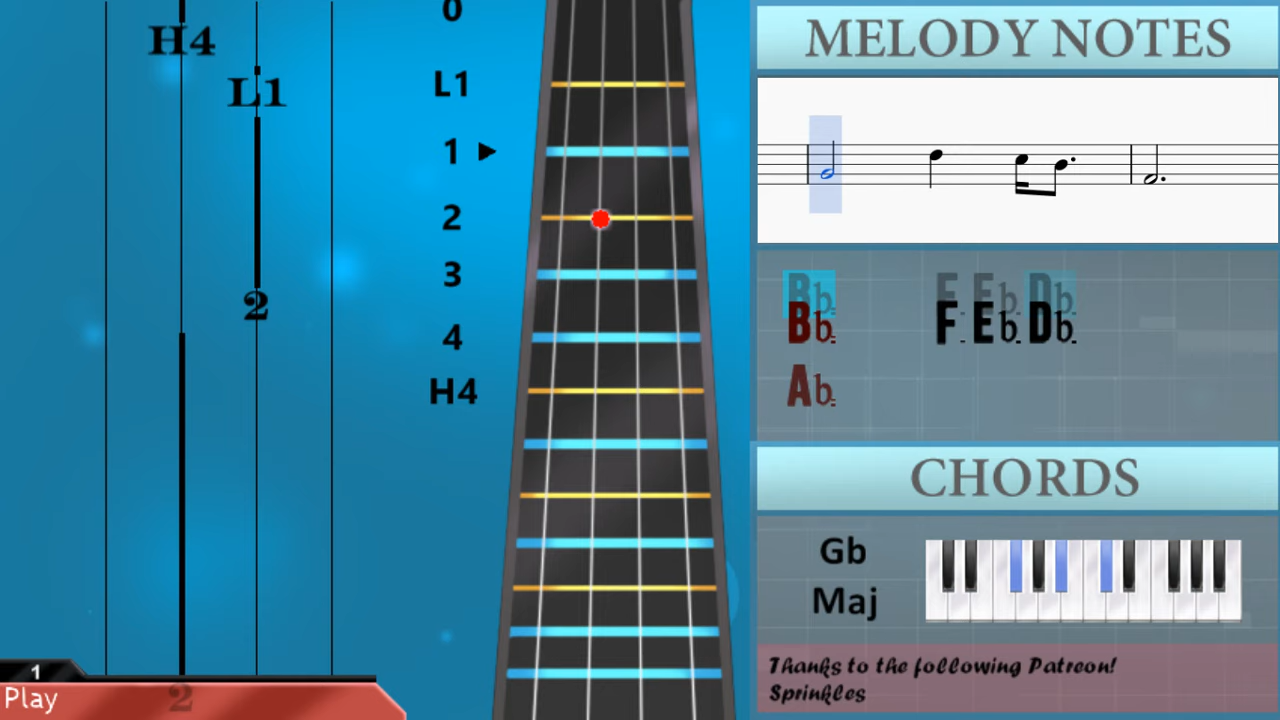 0
H4
L1
L1
1
2
2
3
4
H4
1
Play
2
MELODY NOTES
Bb F Eb Db
Bb. F. Eb. Db.
Ab.
CHORDS
Gb
Maj
Thanks to the following Patreon!
Sprinkles